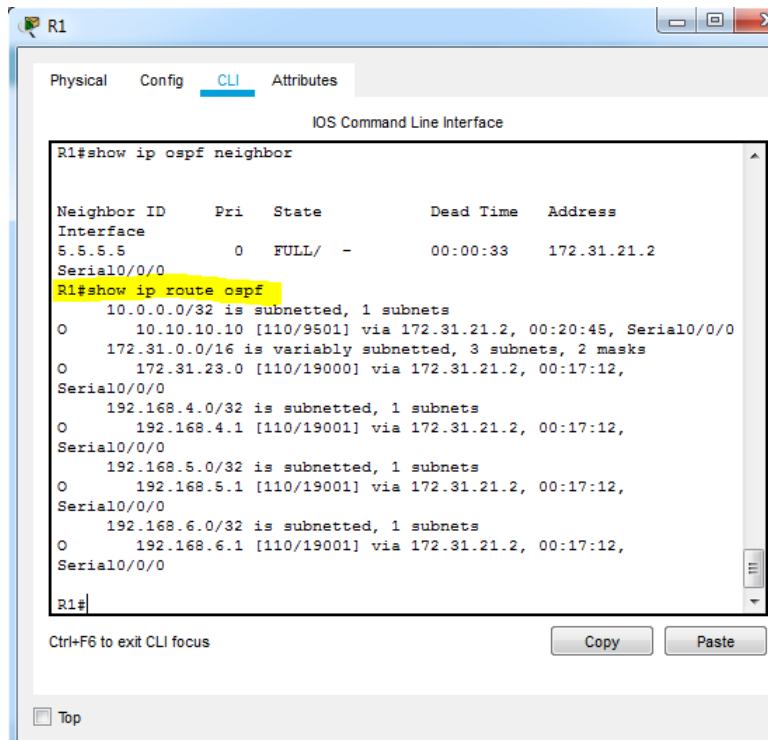 R1
Physical Config CLI Attributes
IOS Command Line Interface
R1#show ip ospf neighbor
Neighbor ID Pri State Dead Time Address
Interface
5.5.5.5 0 FULL/ - 00:00:33 172.31.21.2
Serial0/0/0
R1#show ip route ospf
10.0.0.0/32 is subnetted, 1 subnets
O 10.10.10.10 [110/9501] via 172.31.21.2, 00:20:45, Serial0/0/0
172.31.0.0/16 is variably subnetted, 3 subnets, 2 masks
O 172.31.23.0 [110/19000] via 172.31.21.2, 00:17:12,
Serial0/0/0
192.168.4.0/32 is subnetted, 1 subnets
O 192.168.4.1 [110/19001] via 172.31.21.2, 00:17:12,
Serial0/0/0
192.168.5.0/32 is subnetted, 1 subnets
O 192.168.5.1 [110/19001] via 172.31.21.2, 00:17:12,
Serial0/0/0
192.168.6.0/32 is subnetted, 1 subnets
O 192.168.6.1 [110/19001] via 172.31.21.2, 00:17:12,
Serial0/0/0
R1#
Ctrl+F6 to exit CLI focus
Copy Paste
Top